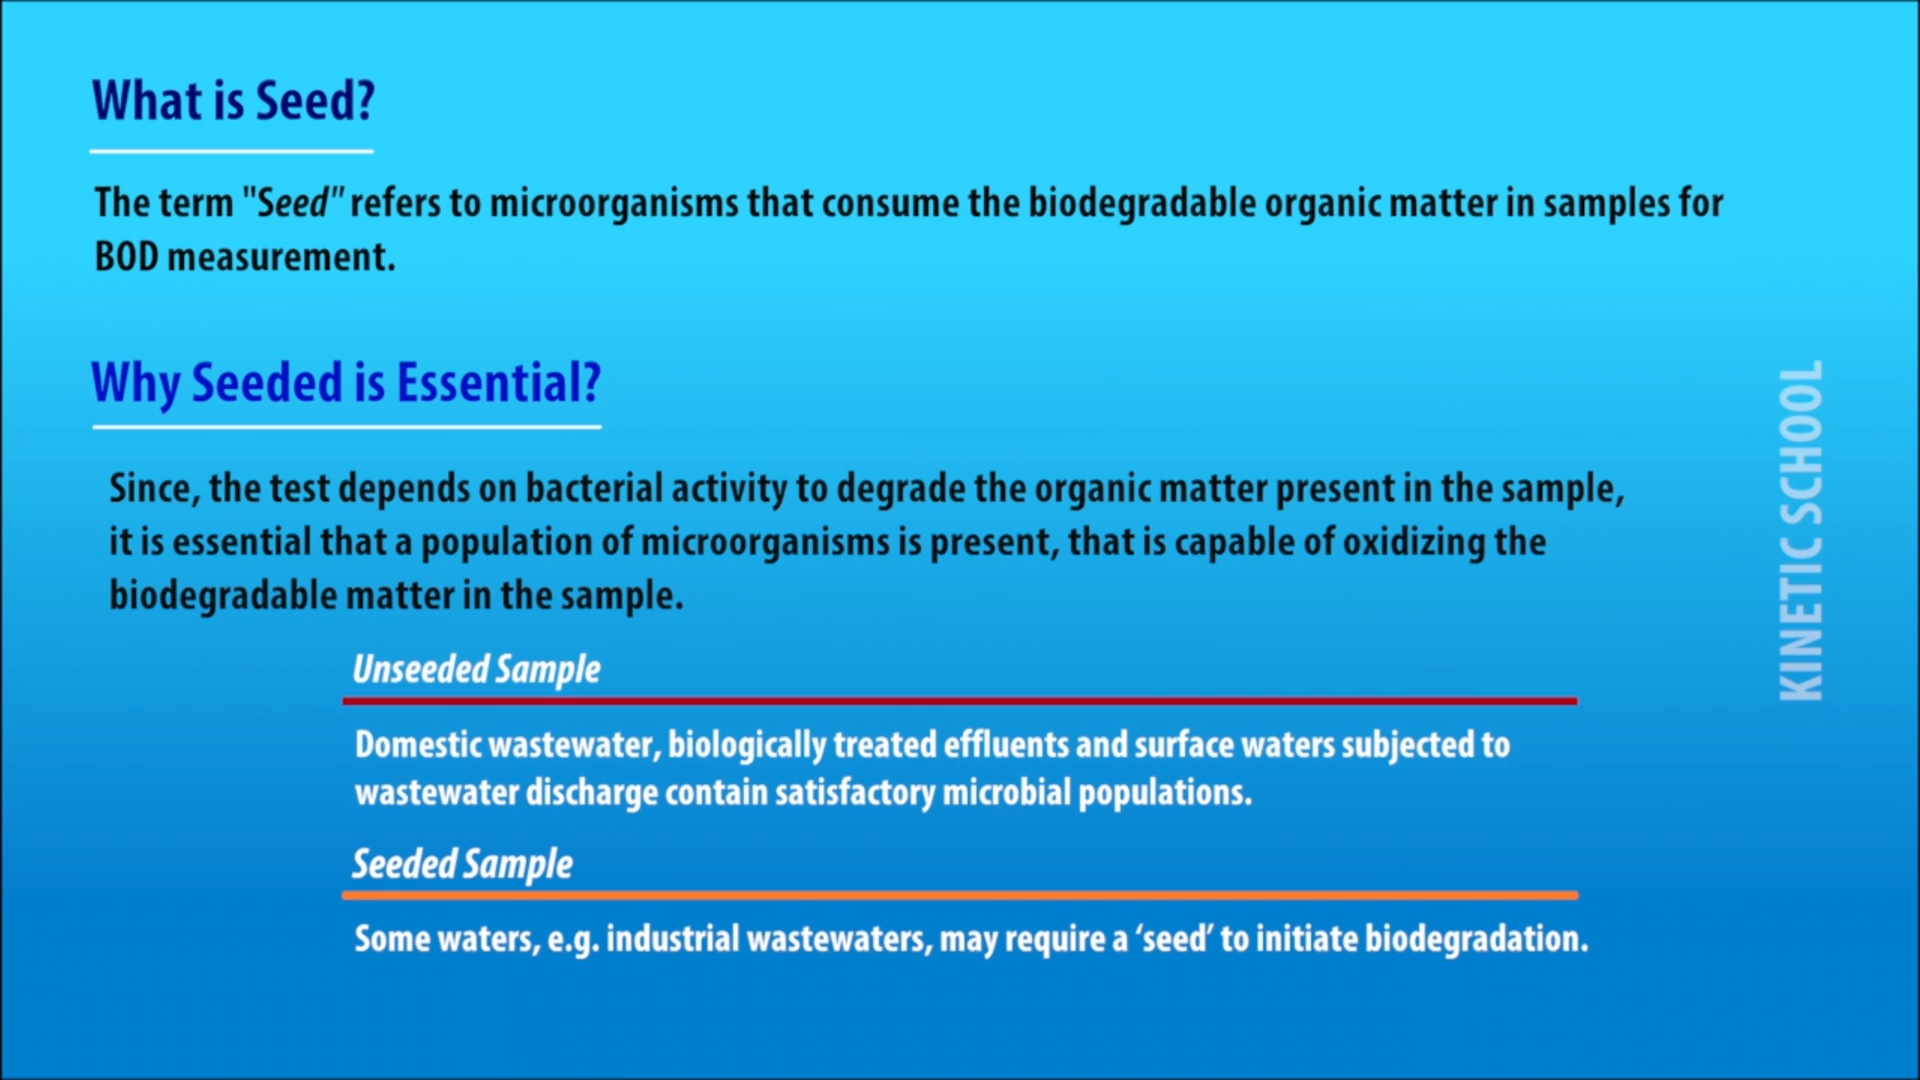 What is Seed?
The term "Seed" refers to microorganisms that consume the biodegradable organic matter in samples for
BOD measurement.
Why Seeded is Essential?
Since, the test depends on bacterial activity to degrade the organic matter present in the sample,
it is essential that a population of microorganisms is present, that is capable of oxidizing the
biodegradable matter in the sample.
Unseeded Sample
Domestic wastewater, biologically treated effluents and surface waters subjected to
wastewater discharge contain satisfactory microbial populations.
Seeded Sample
Some waters, e.g. industrial wastewaters, may require a ‘seed’ to initiate biodegradation.
KINETIC SCHOOL